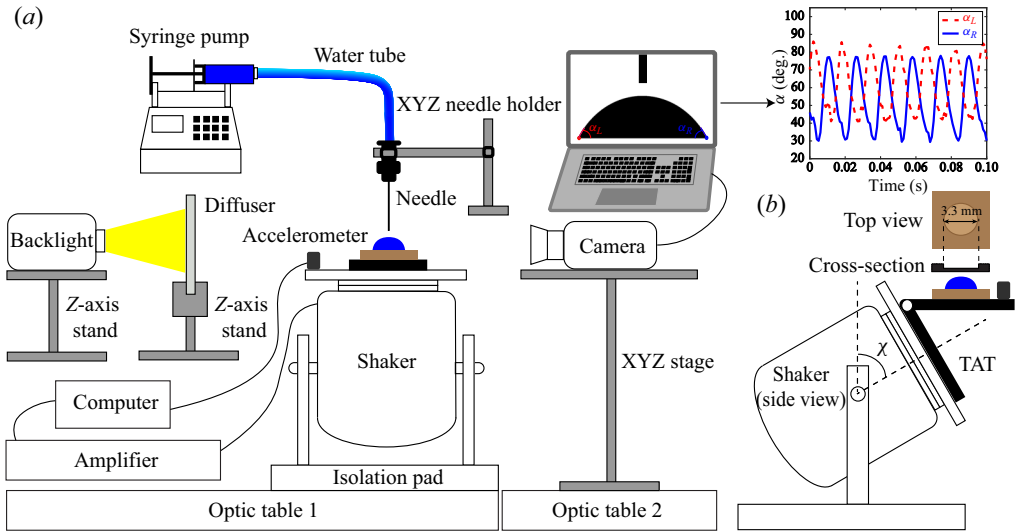 (a)
Syringe pump
Water tube
XYZ needle holder
Needle
Diffuser
Backlight
Accelerometer
Z-axis
stand
Z-axis
stand
Shaker
Computer
Amplifier
Isolation pad
Optic table 1
α_L
α_R
Camera
XYZ stage
Optic table 2
α (deg.)
100
90
80
70
60
50
40
30
20
α_L
α_R
0
0.02
0.04
0.06
0.08
0.10
Time (s)
(b)
Top view
3.3 mm
Cross-section
χ
TAT
Shaker
(side view)